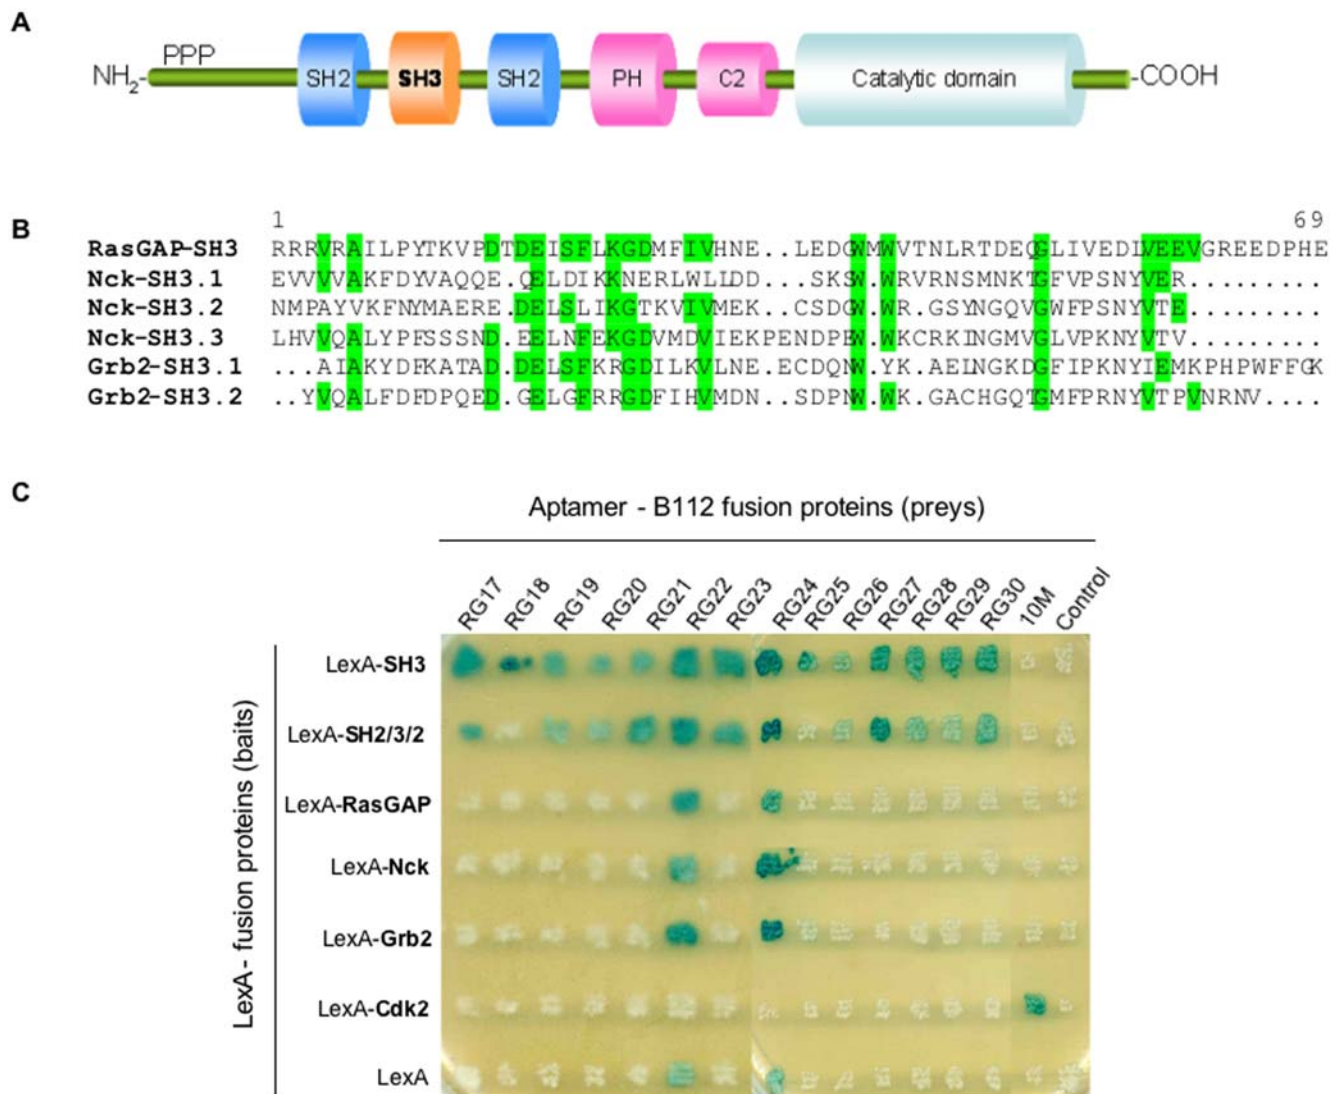 A
NH2- PPP SH2 SH3 SH2 PH C2 Catalytic domain -COOH
B
1 69
RasGAP-SH3 RRRVRAILPYTKVPDTDEISFLKGDMFIVHNE..LEDGWMWVTNLRTDEQGLIVEDLVEEVGREEDPHE
Nck-SH3.1 EVVVVAKFDYVAQQE.QELDIKKNERLWLLDD...SKSW.WRVRNSMNKTGFVPSNYVER.........
Nck-SH3.2 NMPAYVKFNYMAERE.DELSLIKGTKVIVMEK..CSDGW.WR.GSYNGQVGWFPSNYVTE.........
Nck-SH3.3 LHVVQALYPFSSSND.EELNFEKGDVMDVIEKPENDPEW.WKCRKINGMVGLVPKNYVTV.........
Grb2-SH3.1 ...AIAKYDFKATAD.DELSFKRGDILKVLNE.ECDQNW.YK.AELNGKDGFIPKNYIEMKPHPWFFGK
Grb2-SH3.2 ..YVQALFDFDPQED.GELGFRRGDFIHVMDN..SDPNW.WK.GACHGQTGMFPRNYVTPVNRNV....
C
Aptamer - B112 fusion proteins (preys)
RG17 RG18 RG19 RG20 RG21 RG22 RG23 RG24 RG25 RG26 RG27 RG28 RG29 RG30 10M Control
LexA - fusion proteins (baits)
LexA-SH3
LexA-SH2/3/2
LexA-RasGAP
LexA-Nck
LexA-Grb2
LexA-Cdk2
LexA